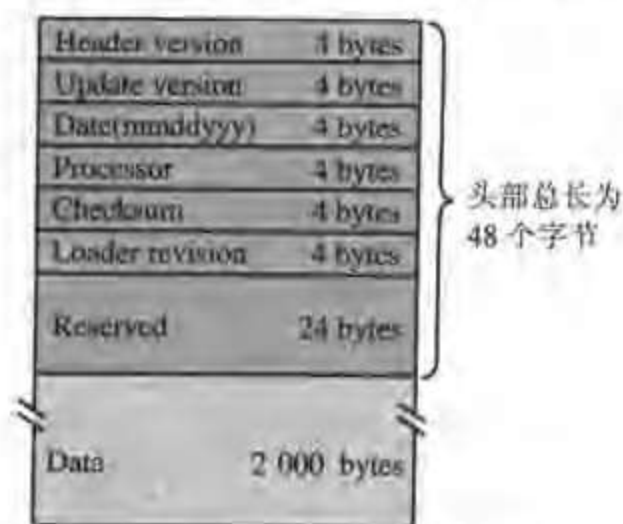 Header version 4 bytes
Update version 4 bytes
Date(mmddyyy) 4 bytes
Processor 4 bytes
Checksum 4 bytes
Loader revision 4 bytes
Reserved 24 bytes
头部总长为
48 个字节
Data 2 000 bytes